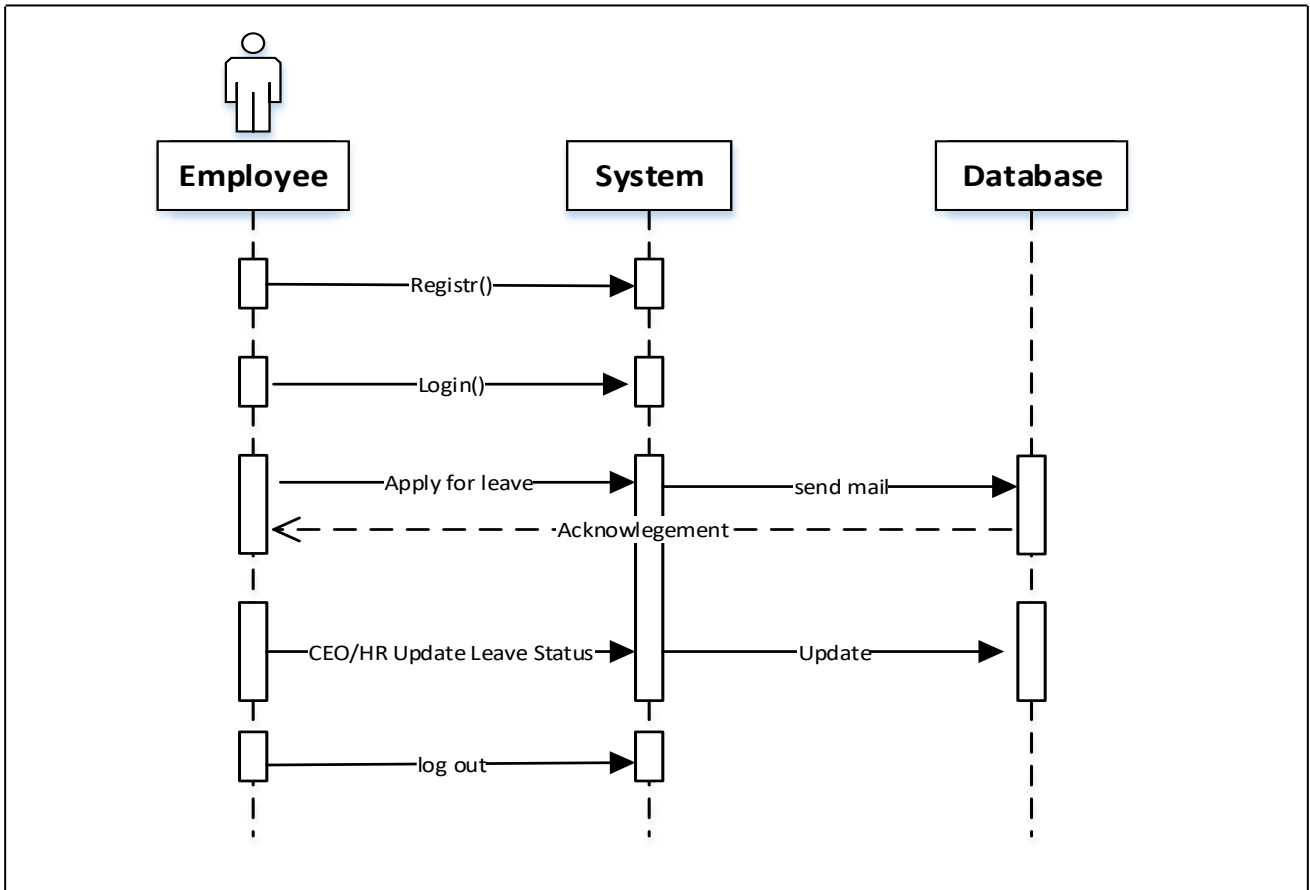 Employee
System
Database
Registr()
Login()
Apply for leave
send mail
Acknowlegement
CEO/HR Update Leave Status
Update
log out